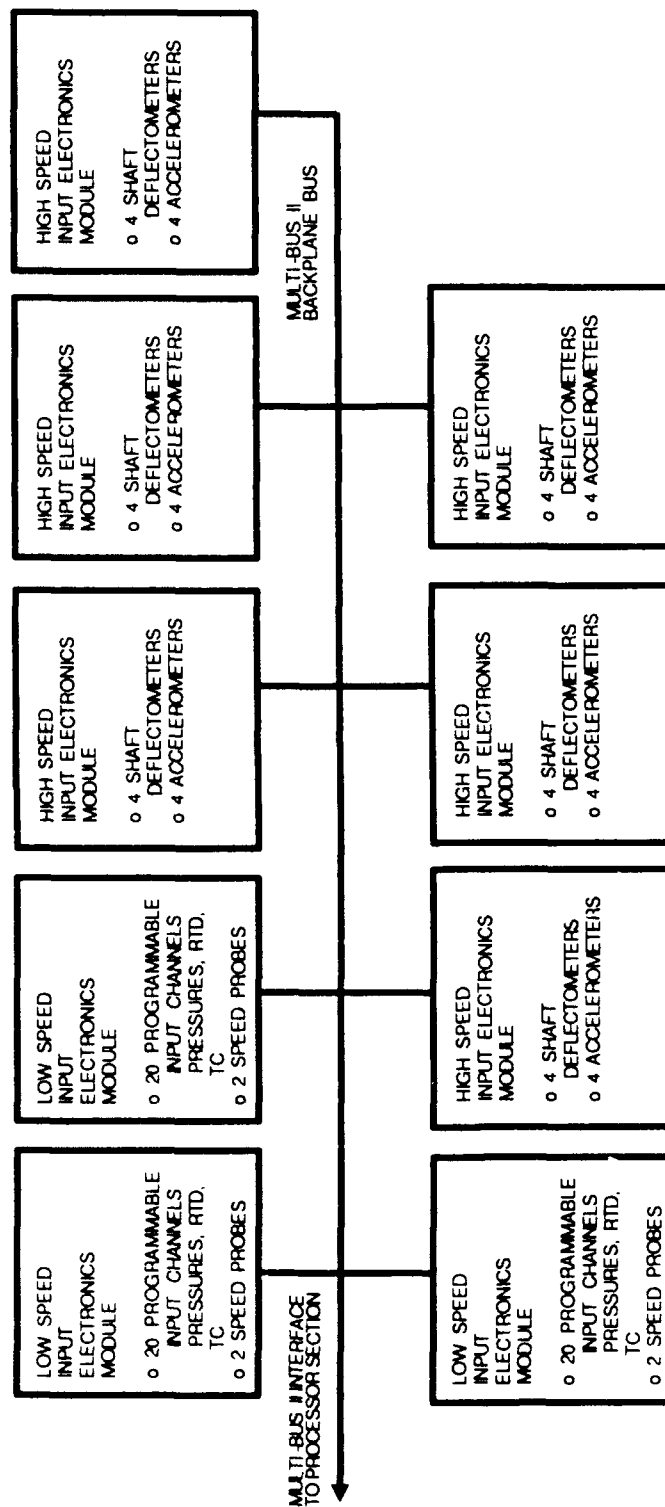 LOW SPEED
INPUT
ELECTRONICS
MODULE
o 20 PROGRAMMABLE
INPUT CHANNELS
PRESSURES, RTD,
TC
o 2 SPEED PROBES
LOW SPEED
INPUT
ELECTRONICS
MODULE
o 20 PROGRAMMABLE
INPUT CHANNELS
PRESSURES, RTD,
TC
o 2 SPEED PROBES
HIGH SPEED
INPUT ELECTRONICS
MODULE
o 4 SHAFT
DEFLECTOMETERS
o 4 ACCELEROMETERS
HIGH SPEED
INPUT ELECTRONICS
MODULE
o 4 SHAFT
DEFLECTOMETERS
o 4 ACCELEROMETERS
HIGH SPEED
INPUT ELECTRONICS
MODULE
o 4 SHAFT
DEFLECTOMETERS
o 4 ACCELEROMETERS
MULTI-BUS II INTERFACE
TO PROCESSOR SECTION
MULTI-BUS II
BACKPLANE BUS
LOW SPEED
INPUT
ELECTRONICS
MODULE
o 20 PROGRAMMABLE
INPUT CHANNELS
PRESSURES, RTD,
TC
o 2 SPEED PROBES
HIGH SPEED
INPUT ELECTRONICS
MODULE
o 4 SHAFT
DEFLECTOMETERS
o 4 ACCELEROMETERS
HIGH SPEED
INPUT ELECTRONICS
MODULE
o 4 SHAFT
DEFLECTOMETERS
o 4 ACCELEROMETERS
HIGH SPEED
INPUT ELECTRONICS
MODULE
o 4 SHAFT
DEFLECTOMETERS
o 4 ACCELEROMETERS